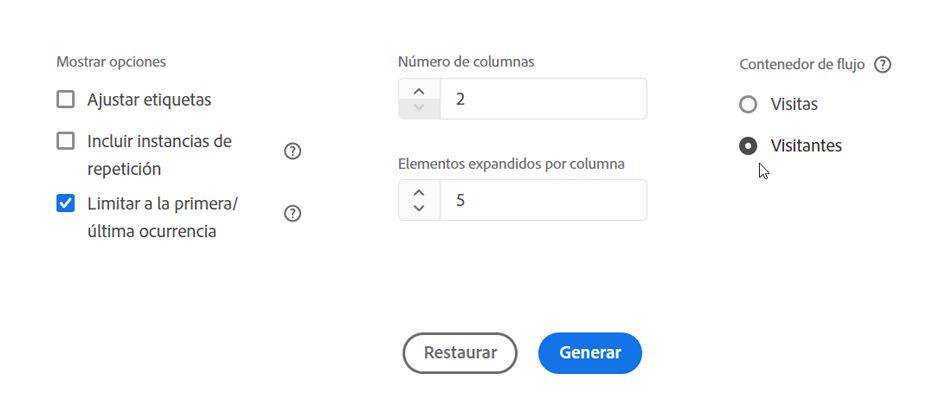 Mostrar opciones
Ajustar etiquetas
Incluir instancias de
repetición
Limitar a la primera/
última ocurrencia
Número de columnas
2
Elementos expandidos por columna
5
Contenedor de flujo
Visitas
Visitantes
Restaurar
Generar